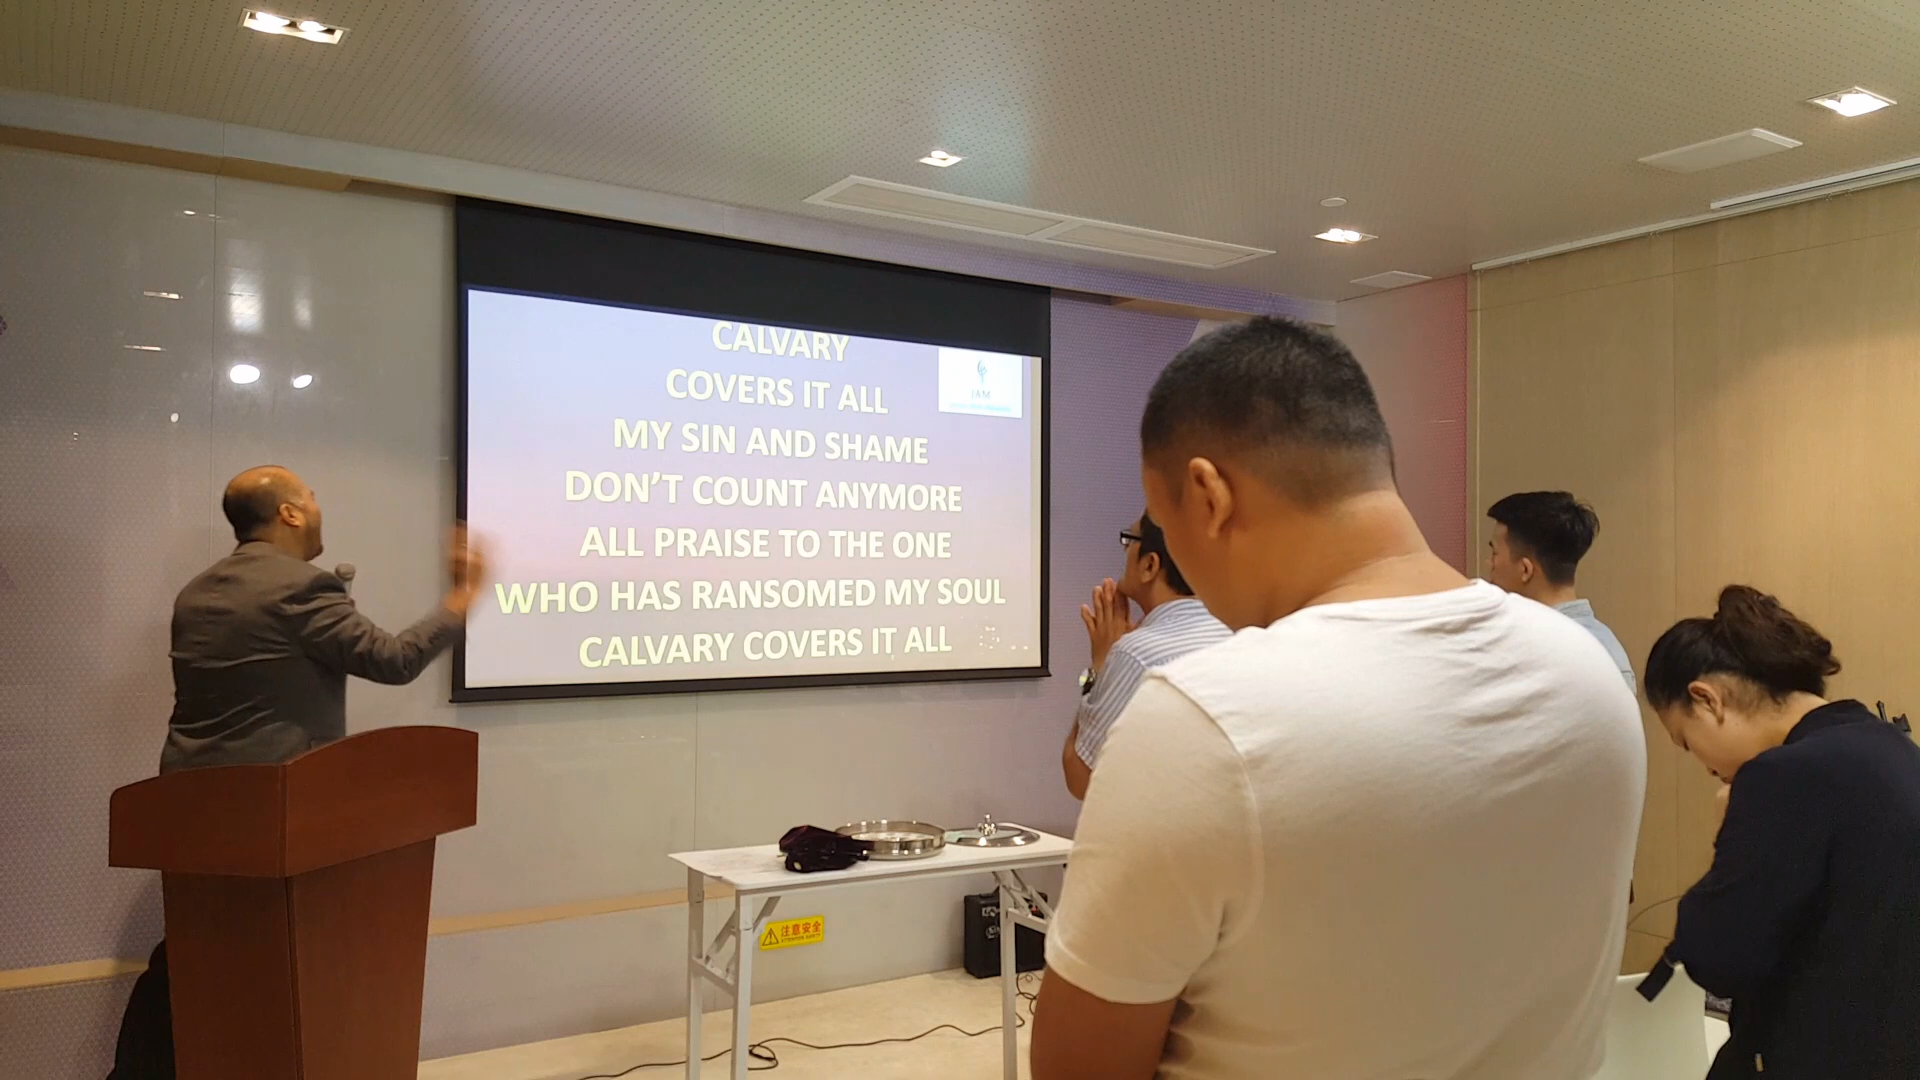 CALVARY
COVERS IT ALL
MY SIN AND SHAME
DON'T COUNT ANYMORE
ALL PRAISE TO THE ONE
WHO HAS RANSOMED MY SOUL
CALVARY COVERS IT ALL
IAM
注意安全